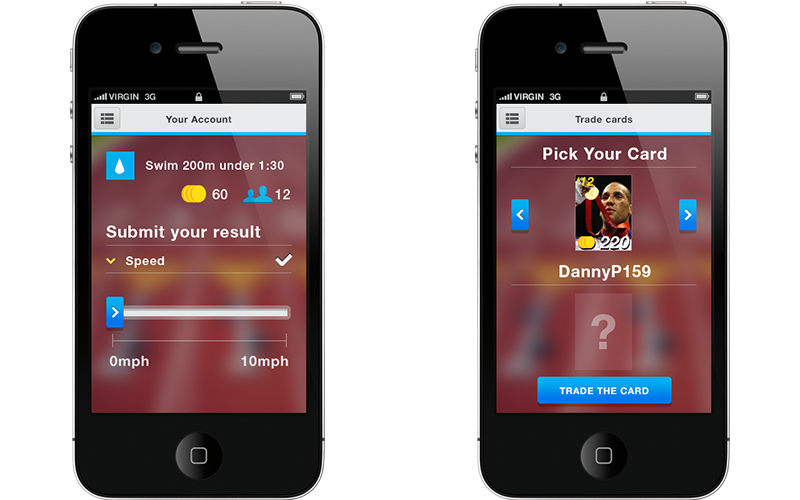 VIRGIN 3G
Your Account
Swim 200m under 1:30
60 12
Submit your result
Speed
0mph 10mph
VIRGIN 3G
Trade cards
Pick Your Card
12
220
DannyP159
?
TRADE THE CARD